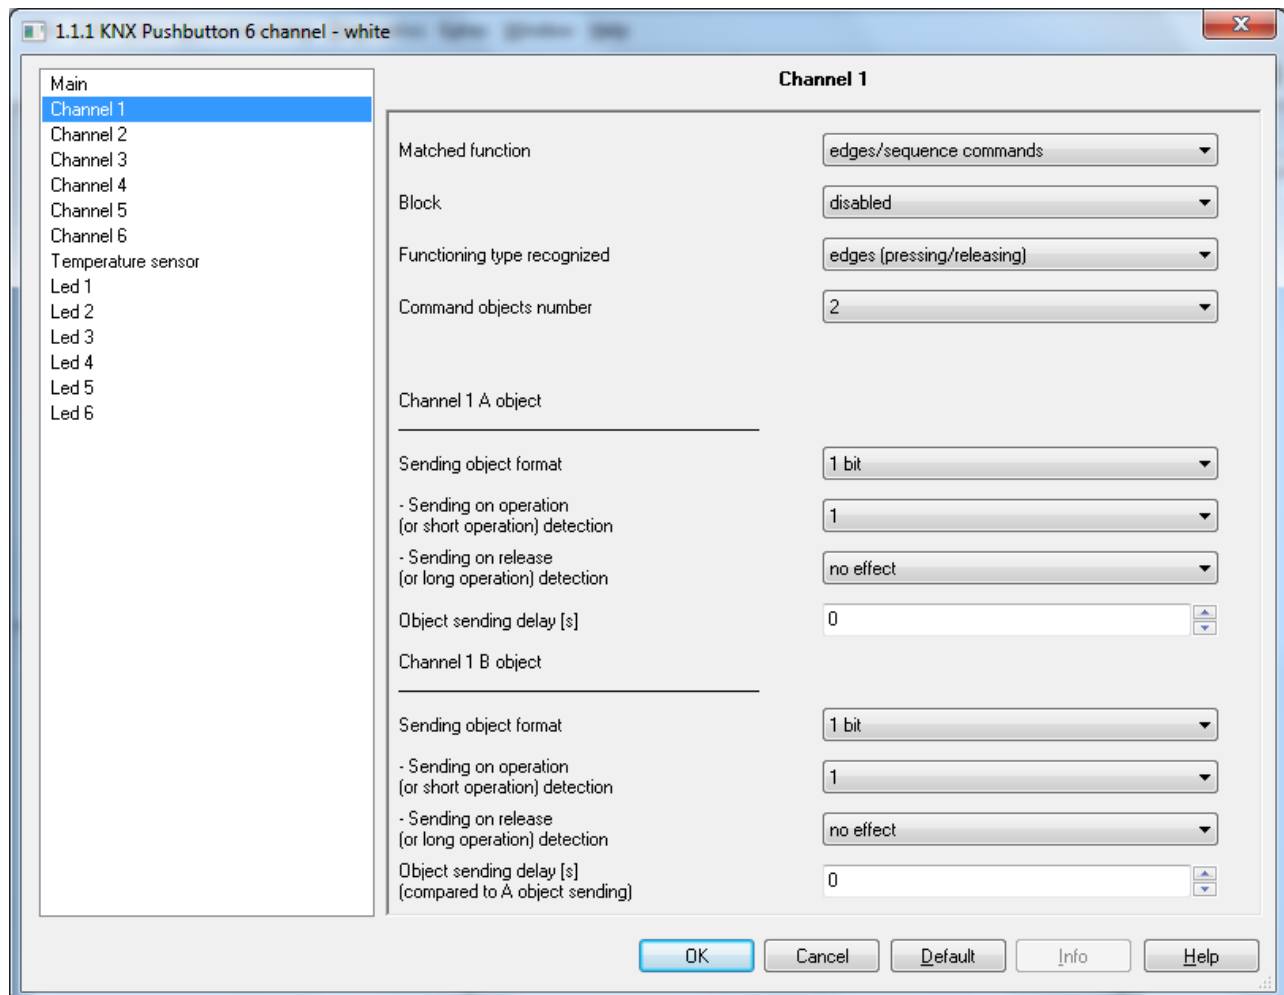 1.1.1 KNX Pushbutton 6 channel - white
Main
Channel 1
Channel 2
Channel 3
Channel 4
Channel 5
Channel 6
Temperature sensor
Led 1
Led 2
Led 3
Led 4
Led 5
Led 6
Channel 1
Matched function
edges/sequence commands
Block
disabled
Functioning type recognized
edges (pressing/releasing)
Command objects number
2
Channel 1 A object
Sending object format
1 bit
- Sending on operation
(or short operation) detection
1
- Sending on release
(or long operation) detection
no effect
Object sending delay [s]
0
Channel 1 B object
Sending object format
1 bit
- Sending on operation
(or short operation) detection
1
- Sending on release
(or long operation) detection
no effect
Object sending delay [s]
(compared to A object sending)
0
OK
Cancel
Default
Info
Help